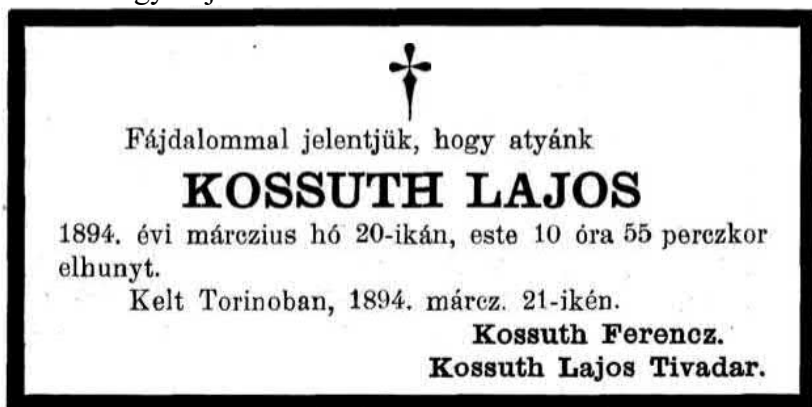 Fájdalommal jelentjük, hogy atyánk
KOSSUTH LAJOS
1894. évi márczius hó 20-ikán, este 10 óra 55 perczkor
elhunyt.
Kelt Torinoban, 1894. márcz. 21-ikén.
Kossuth Ferencz.
Kossuth Lajos Tivadar.